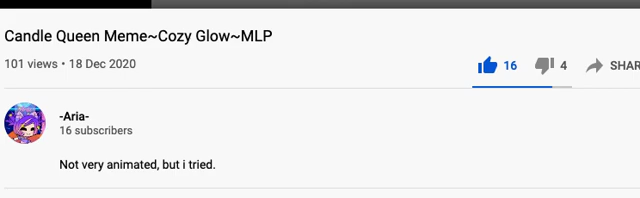 Candle Queen Meme~Cozy Glow~MLP
101 views • 18 Dec 2020
16
4
SHAR
-Aria-
16 subscribers
Not very animated, but i tried.